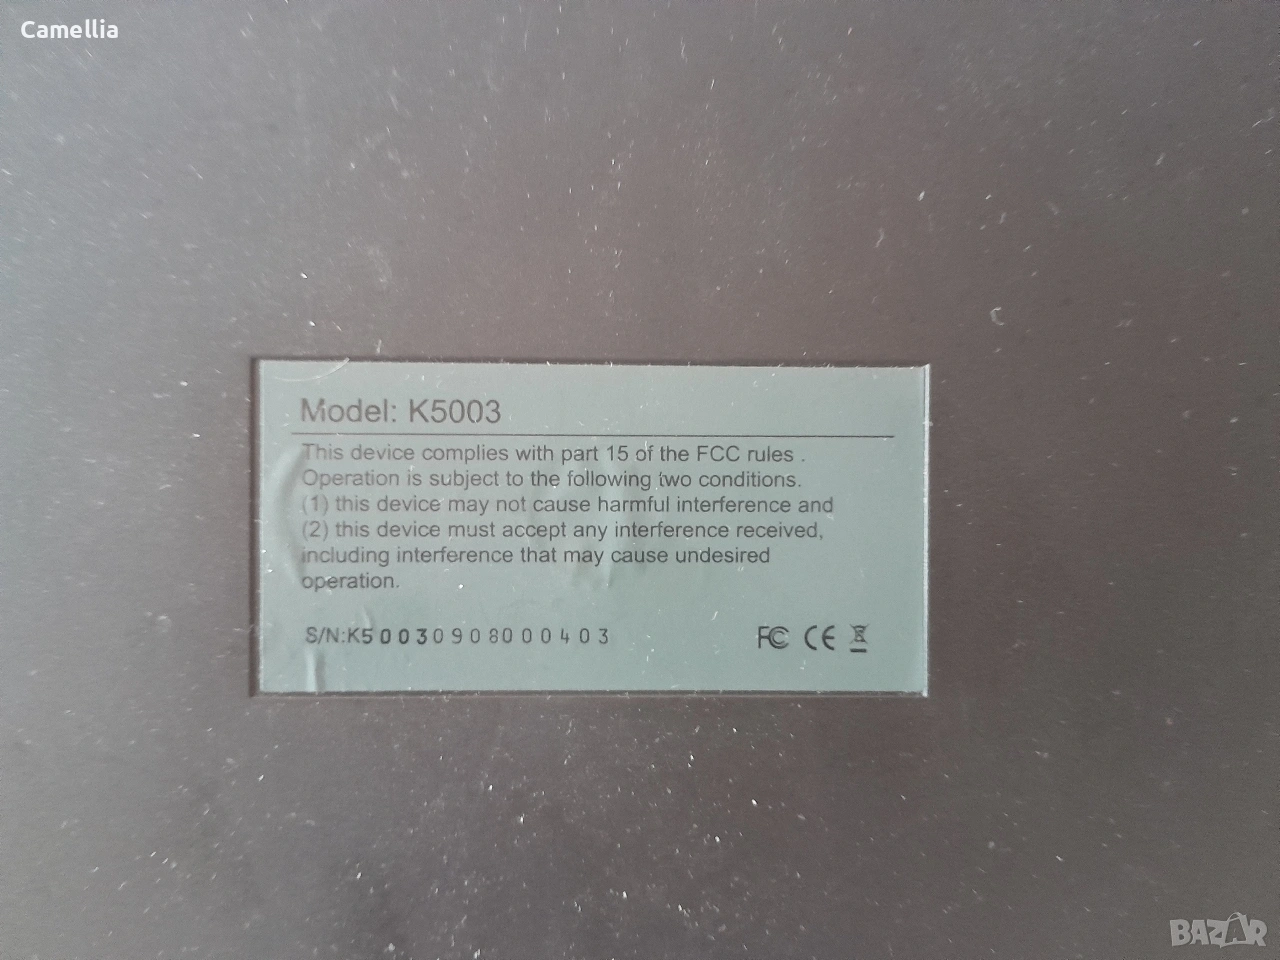 Camellia
Model: K5003
This device complies with part 15 of the FCC rules .
Operation is subject to the following two conditions.
(1) this device may not cause harmful interference and
(2) this device must accept any interference received,
including interference that may cause undesired
operation.
S/N:K50030908000403
FC CE
BAZAR